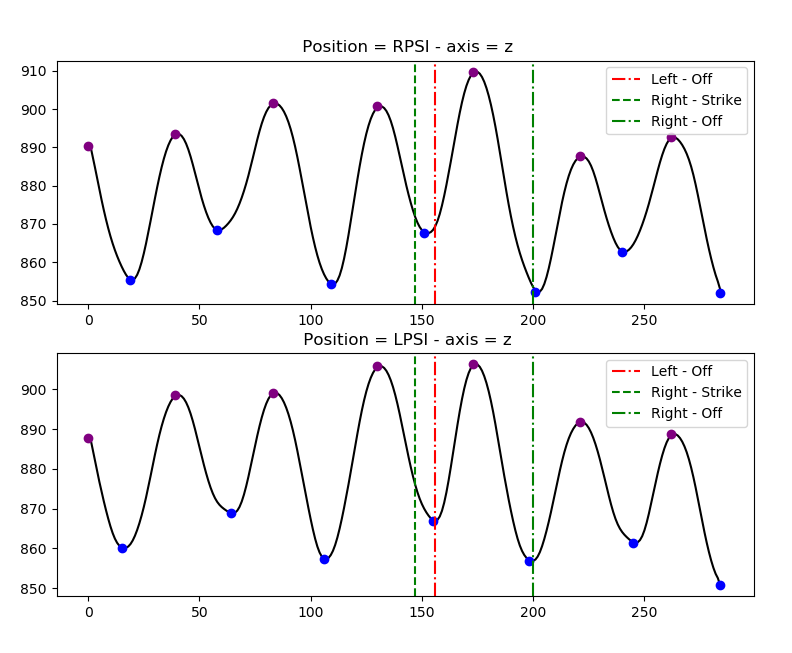 Position = RPSI - axis = z
910
900
890
880
870
860
850
Left - Off
Right - Strike
Right - Off
0 50 100 150 200 250
Position = LPSI - axis = z
900
890
880
870
860
850
Left - Off
Right - Strike
Right - Off
0 50 100 150 200 250